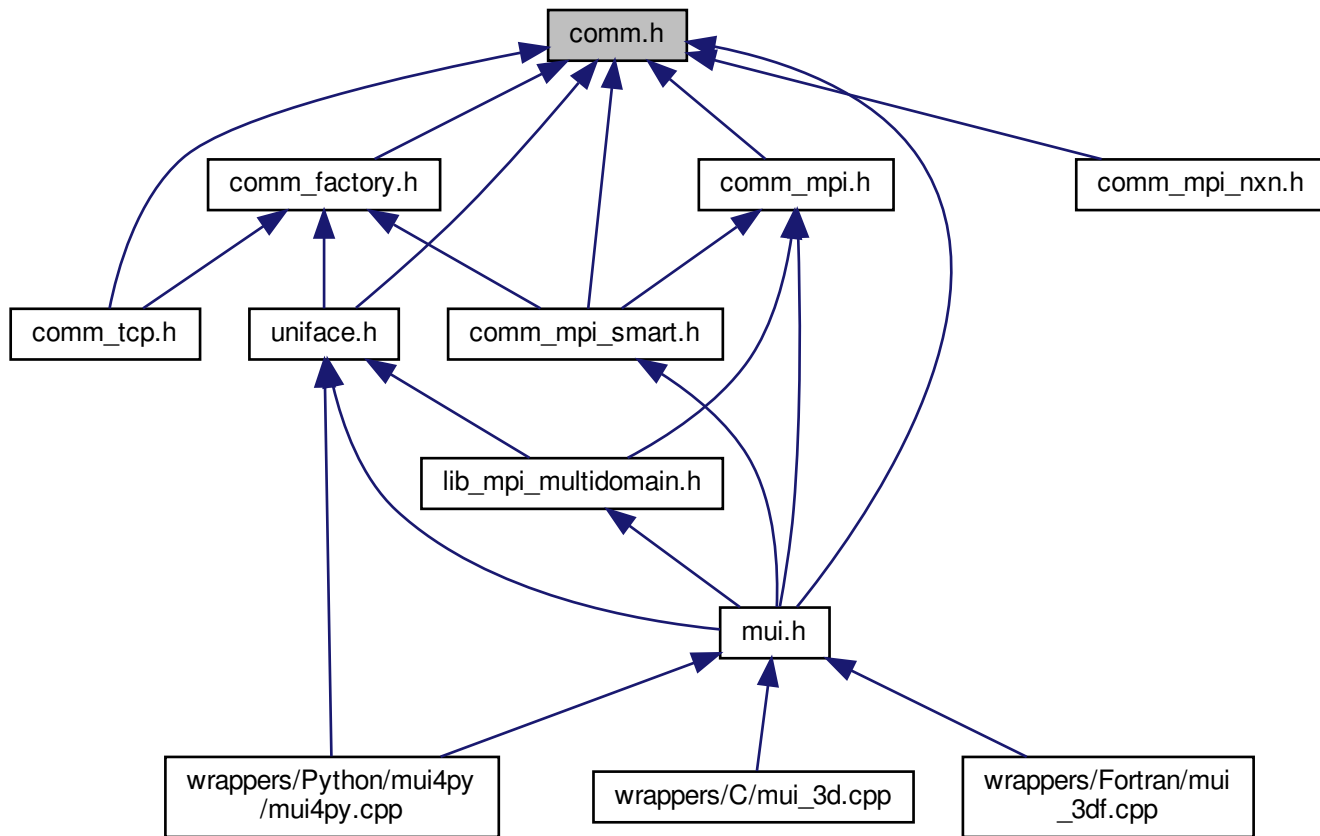 comm.h
comm_factory.h
comm_mpi.h
comm_mpi_nxn.h
comm_tcp.h
uniface.h
comm_mpi_smart.h
lib_mpi_multidomain.h
mui.h
wrappers/Python/mui4py
/mui4py.cpp
wrappers/C/mui_3d.cpp
wrappers/Fortran/mui
_3df.cpp